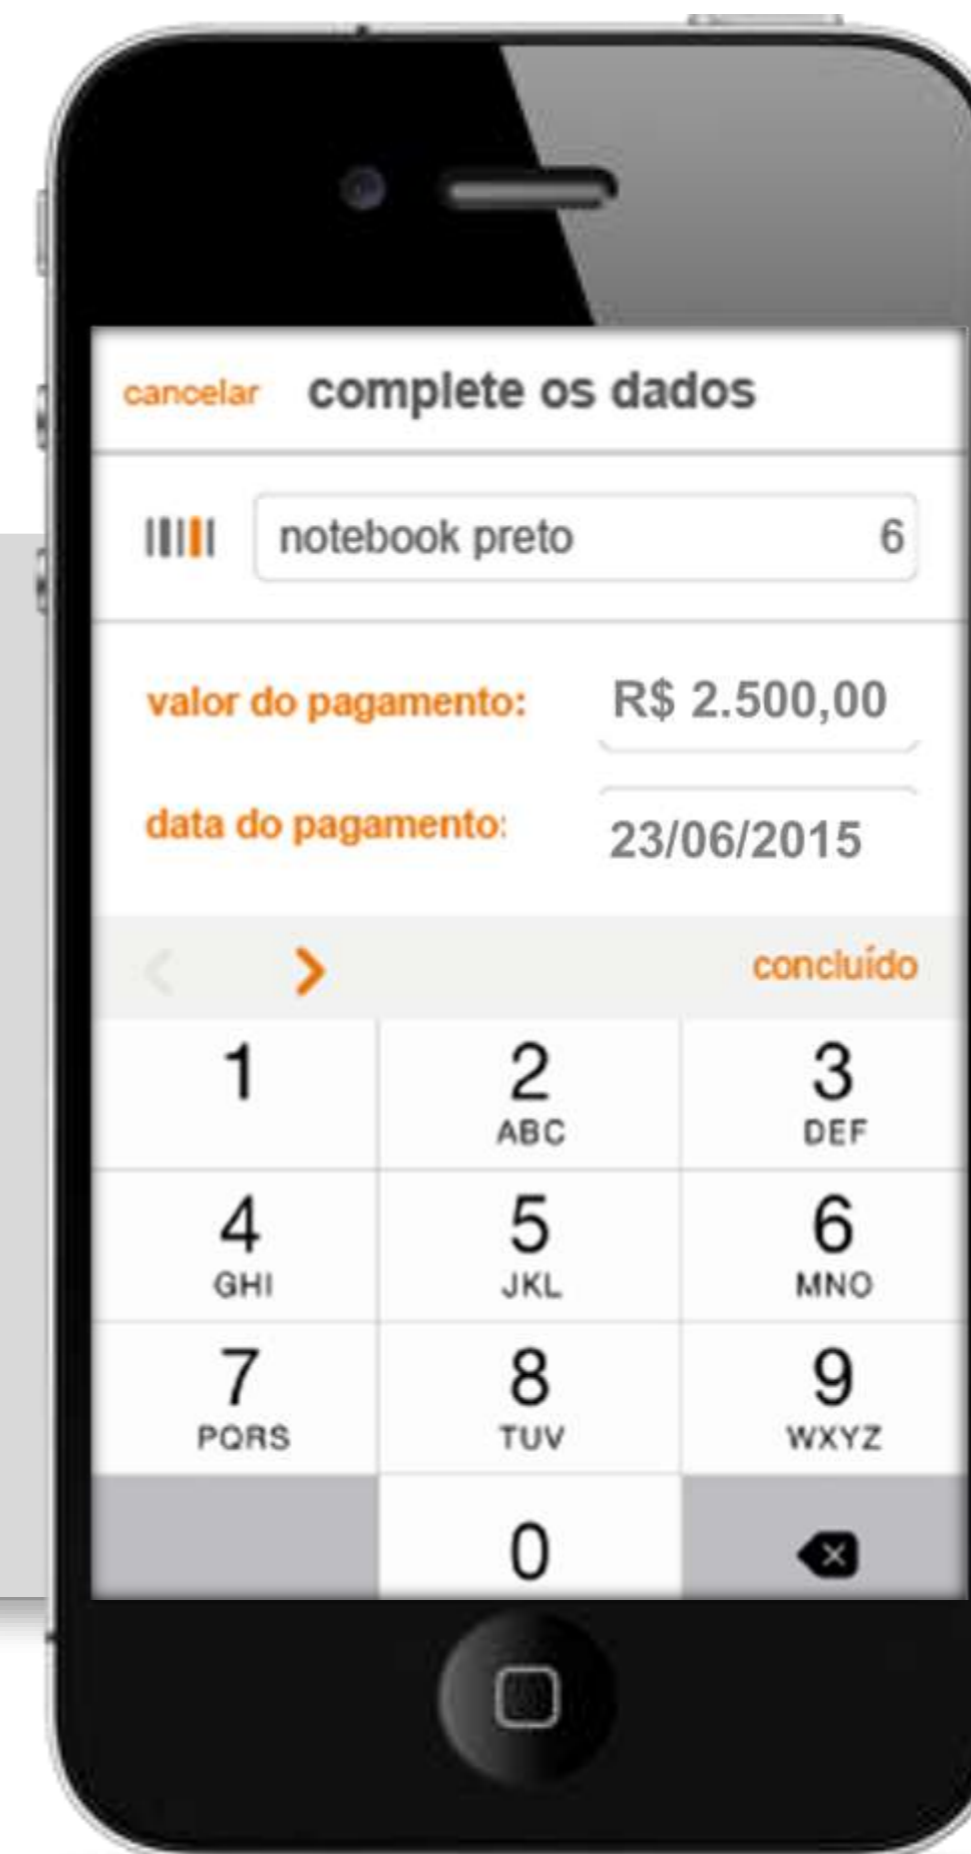 cancelar complete os dados
notebook preto 6
valor do pagamento: R$ 2.500,00
data do pagamento: 23/06/2015
concluído
1 2 3
ABC DEF
4 5 6
GHI JKL MNO
7 8 9
PQRS TUV WXYZ
0